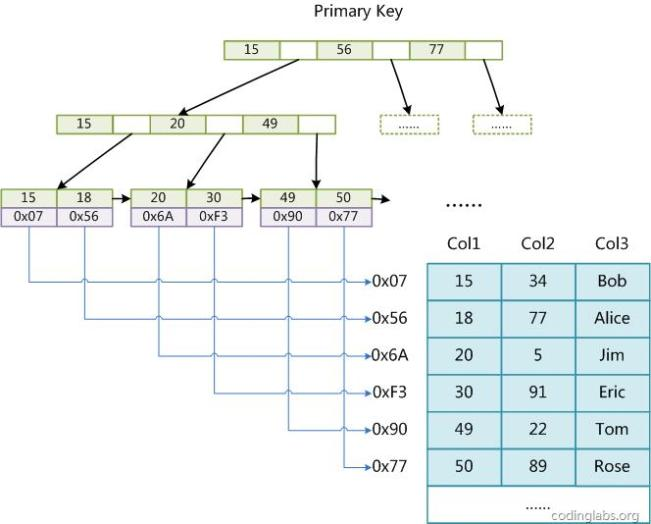 Primary Key
15 56 77
15 20 49
...... ......
15 18 20 30 49 50
0x07 0x56 0x6A 0xF3 0x90 0x77
......
Col1 Col2 Col3
0x07 15 34 Bob
0x56 18 77 Alice
0x6A 20 5 Jim
0xF3 30 91 Eric
0x90 49 22 Tom
0x77 50 89 Rose
......
codinglabs.org